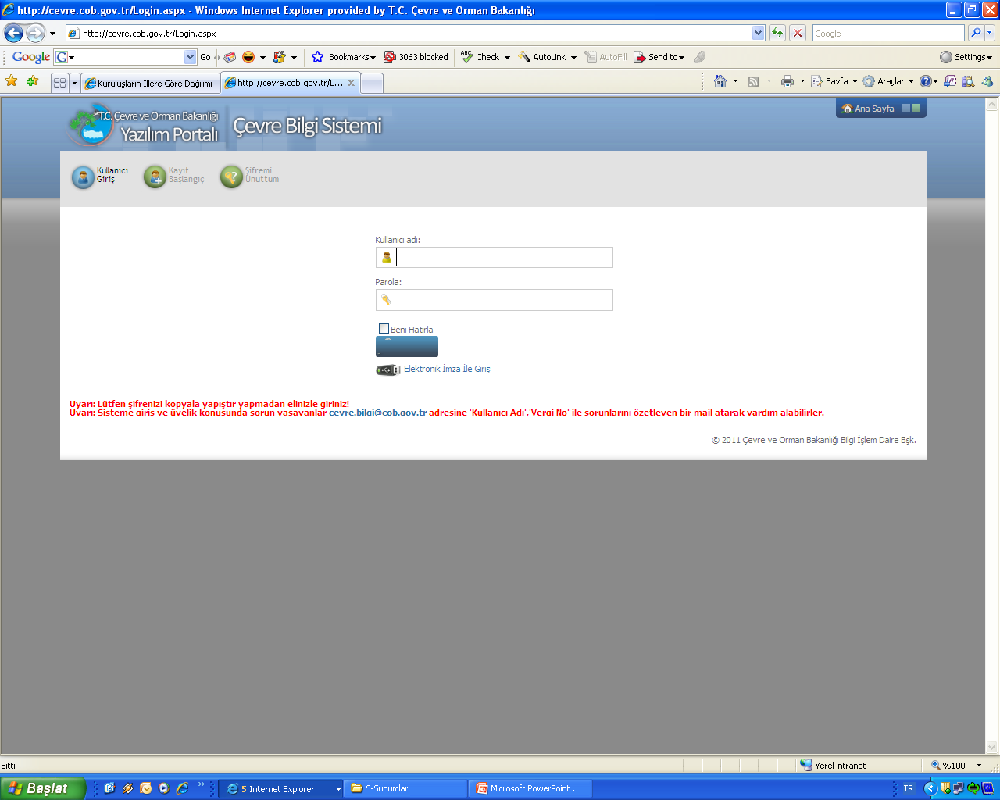 http://cevre.cob.gov.tr/Login.aspx - Windows Internet Explorer provided by T.C. Çevre ve Orman Bakanlığı
http://cevre.cob.gov.tr/Login.aspx
Google
Google G Go Bookmarks 3063 blocked Check AutoLink AutoFill Send to Settings
Kuruluşların İllere Göre Dağılımı http://cevre.cob.gov.tr/L... Sayfa Araçlar
T.C. Çevre ve Orman Bakanlığı
Yazılım Portalı
Çevre Bilgi Sistemi
Ana Sayfa
Kullanıcı
Giriş
Kayıt
Başlangıç
Şifremi
Unuttum
Kullanıcı adı:
Parola:
Beni Hatırla
Elektronik İmza İle Giriş
Uyarı: Lütfen şifrenizi kopyala yapıştır yapmadan elinizle giriniz!
Uyarı: Sisteme giriş ve üyelik konusunda sorun yaşayanlar cevre.bilgi@cob.gov.tr adresine 'Kullanıcı Adı','Vergi No' ile sorunlarını özetleyen bir mail atarak yardım alabilirler.
© 2011 Çevre ve Orman Bakanlığı Bilgi İşlem Daire Bşk.
Bitti
Yerel intranet
%100
Başlat
5 Internet Explorer
S-Sunumlar
Microsoft PowerPoint ...
TR